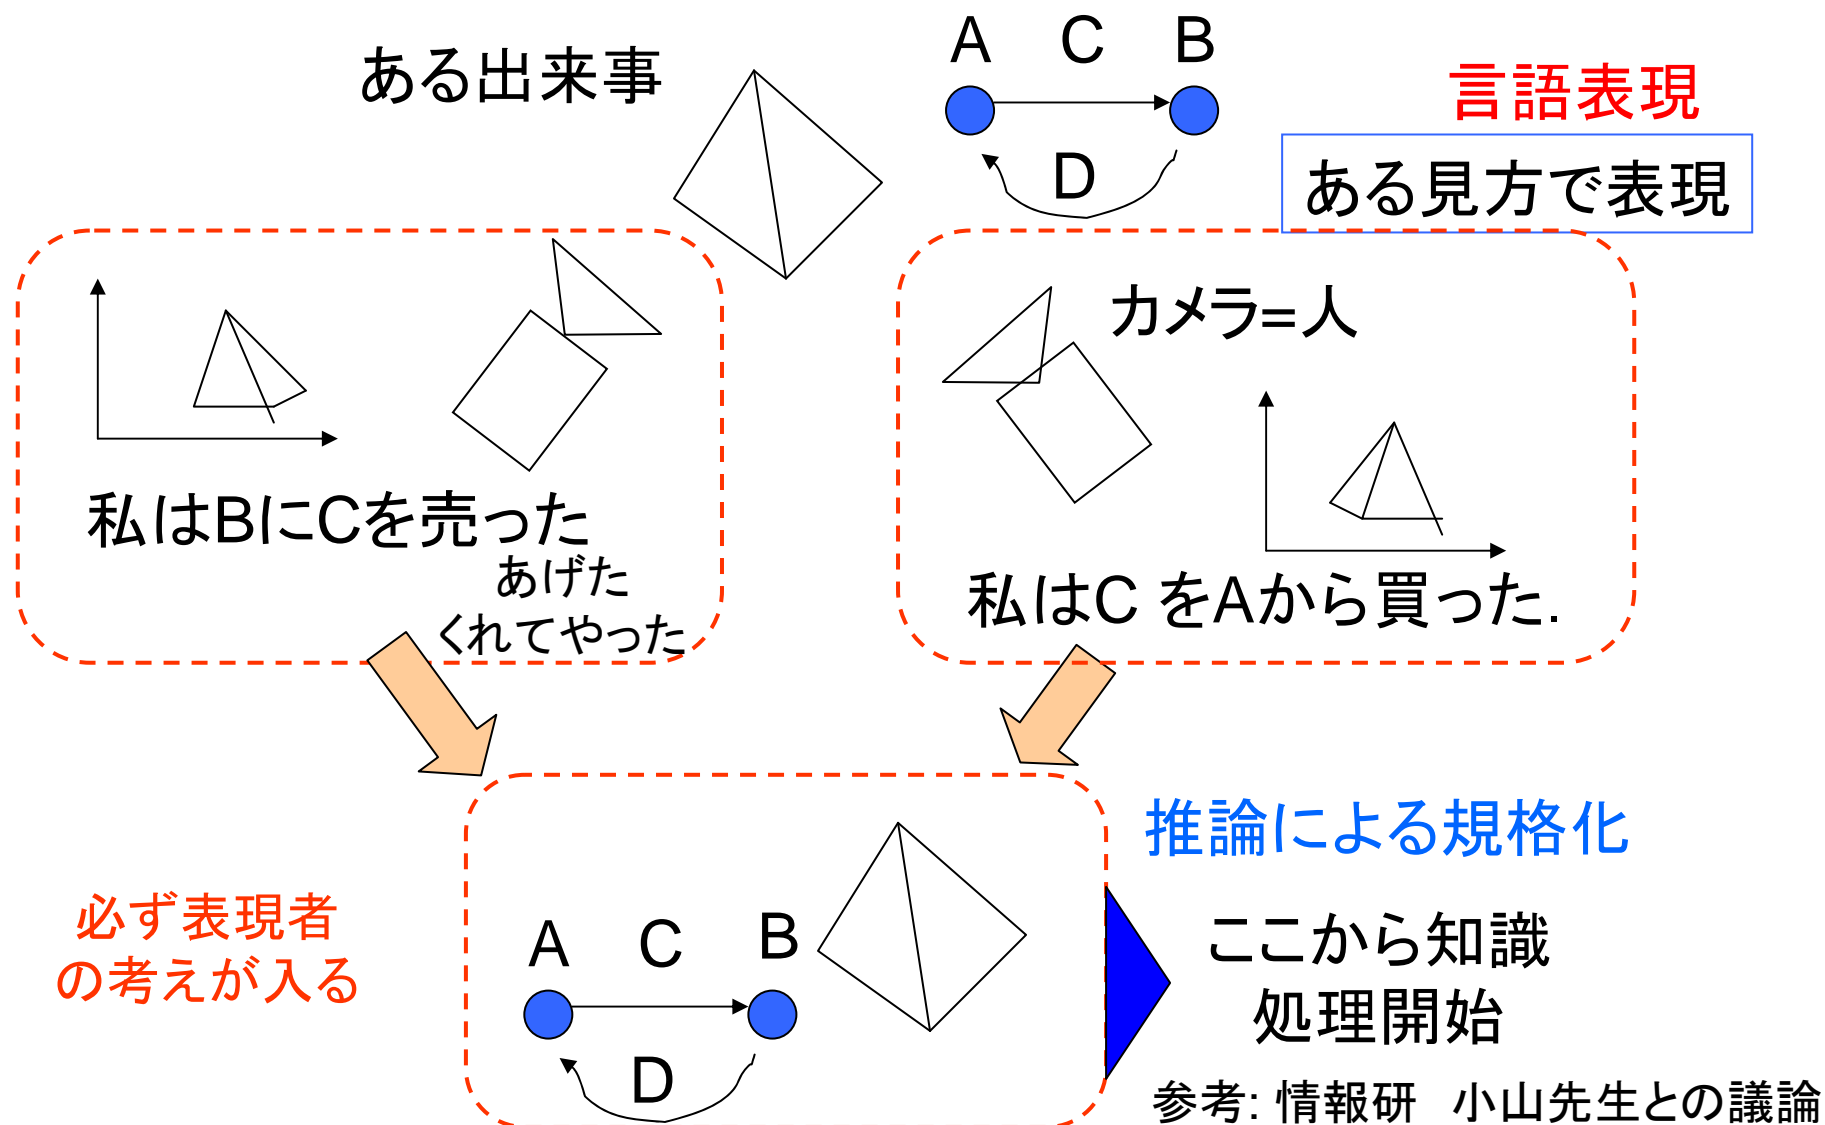 ある出来事
A C B
D
言語表現
ある見方で表現
カメラ=人
私はBにCを売った
あげた
くれてやった
私はC をAから買った.
推論による規格化
必ず表現者
の考えが入る
A C B
D
ここから知識
処理開始
参考: 情報研　小山先生との議論